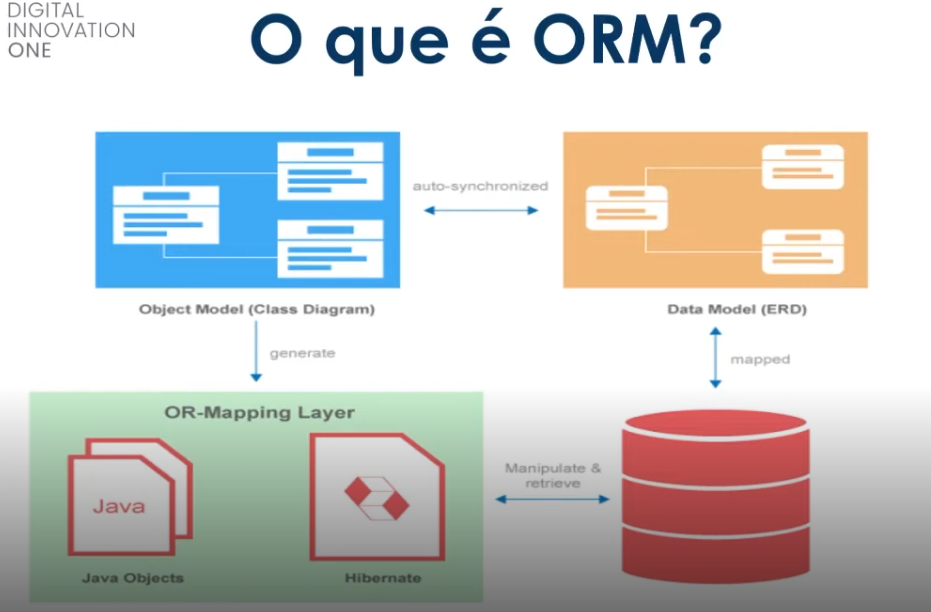 DIGITAL
INNOVATION
ONE
O que é ORM?
auto-synchronized
Object Model (Class Diagram)
Data Model (ERD)
generate
mapped
OR-Mapping Layer
Java
Manipulate &
retrieve
Java Objects
Hibernate